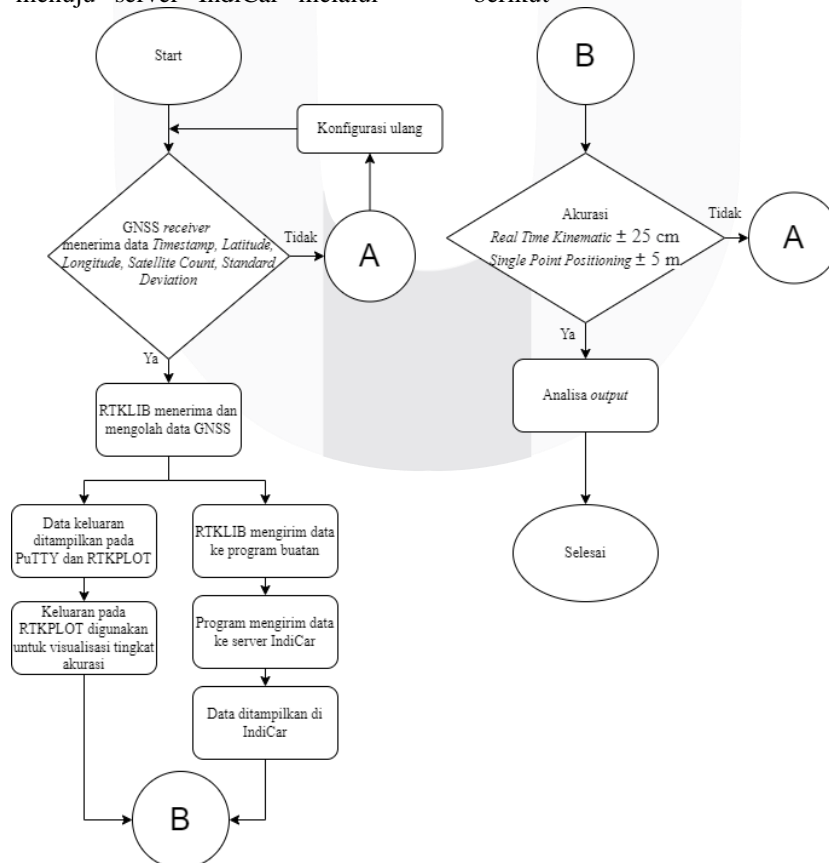 menuju server IndiCar melalui
berikut
Start
Konfigurasi ulang
GNSS receiver
menerima data Timestamp, Latitude,
Longitude, Satellite Count, Standard
Deviation
Tidak
A
Ya
RTKLIB menerima dan
mengolah data GNSS
Data keluaran
ditampilkan pada
PuTTY dan RTKPLOT
Keluaran pada
RTKPLOT digunakan
untuk visualisasi tingkat
akurasi
RTKLIB mengirim data
ke program buatan
Program mengirim data
ke server IndiCar
Data ditampilkan di
IndiCar
B
B
Akurasi
Real Time Kinematic ± 25 cm
Single Point Positioning ± 5 m
Tidak
A
Ya
Analisa output
Selesai